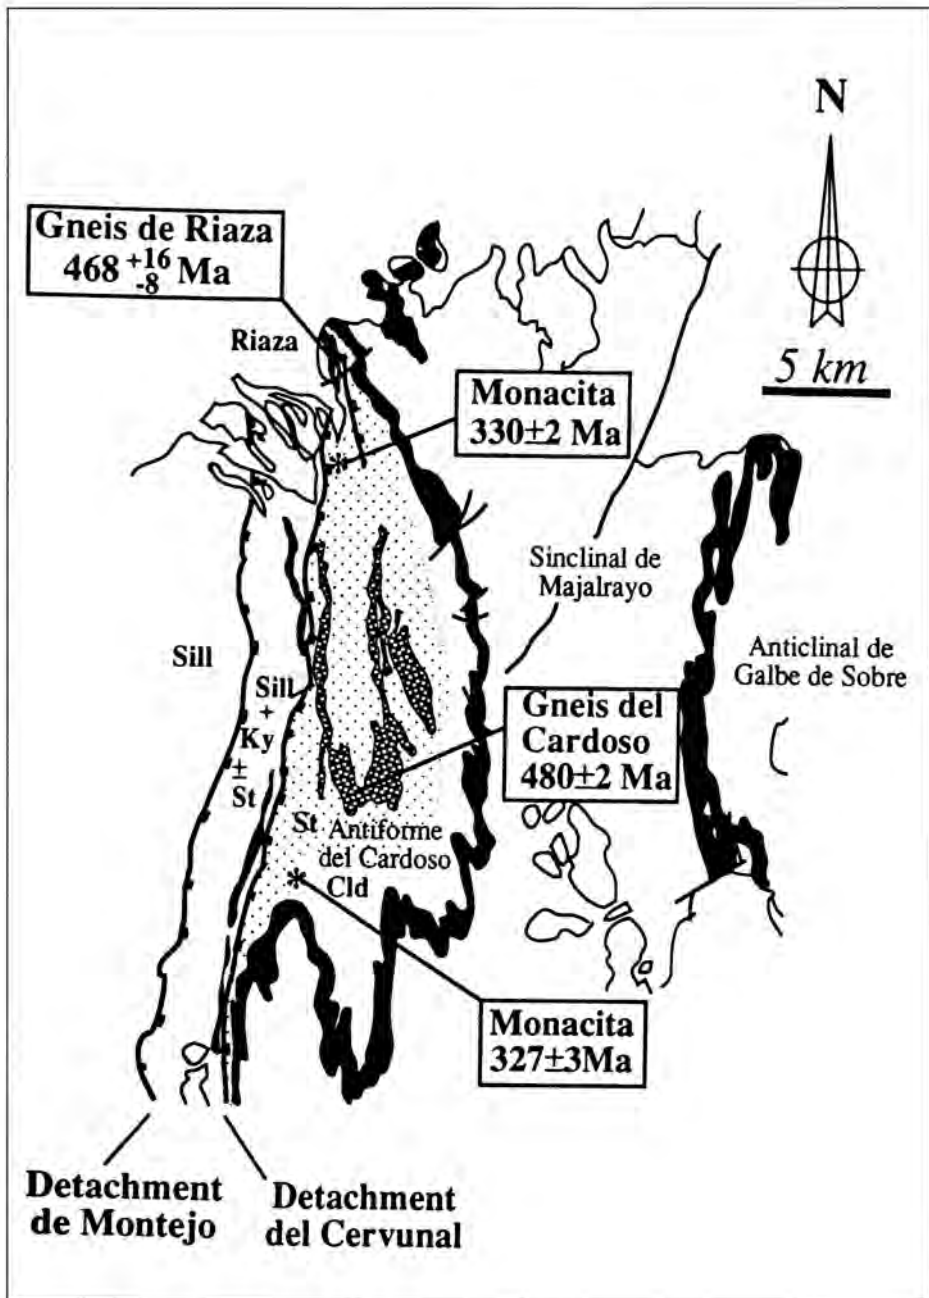 N
5 km
Gneis de Riaza
468 +16 -8 Ma
Riaza
Monacita
330±2 Ma
Sinclinal de
Majalrayo
Anticlinal de
Galbe de Sobre
Sill
Sill
+
Ky
±
St
Gneis del
Cardoso
480±2 Ma
St Antiforme
del Cardoso
Cld
Monacita
327±3Ma
Detachment
de Montejo
Detachment
del Cervunal